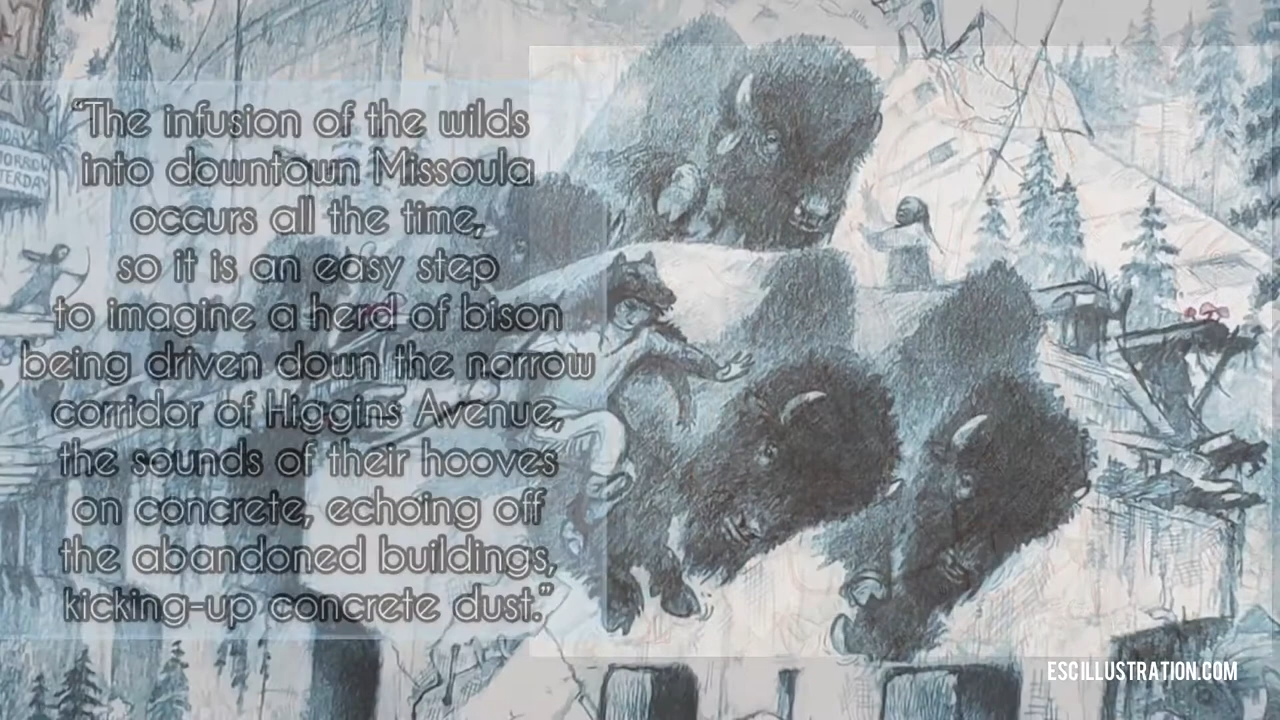 “The infusion of the wilds
into downtown Missoula
occurs all the time,
so it is an easy step
to imagine a herd of bison
being driven down the narrow
corridor of Higgins Avenue,
the sounds of their hooves
on concrete, echoing off
the abandoned buildings,
kicking-up concrete dust.”
ESCILLUSTRATION.COM